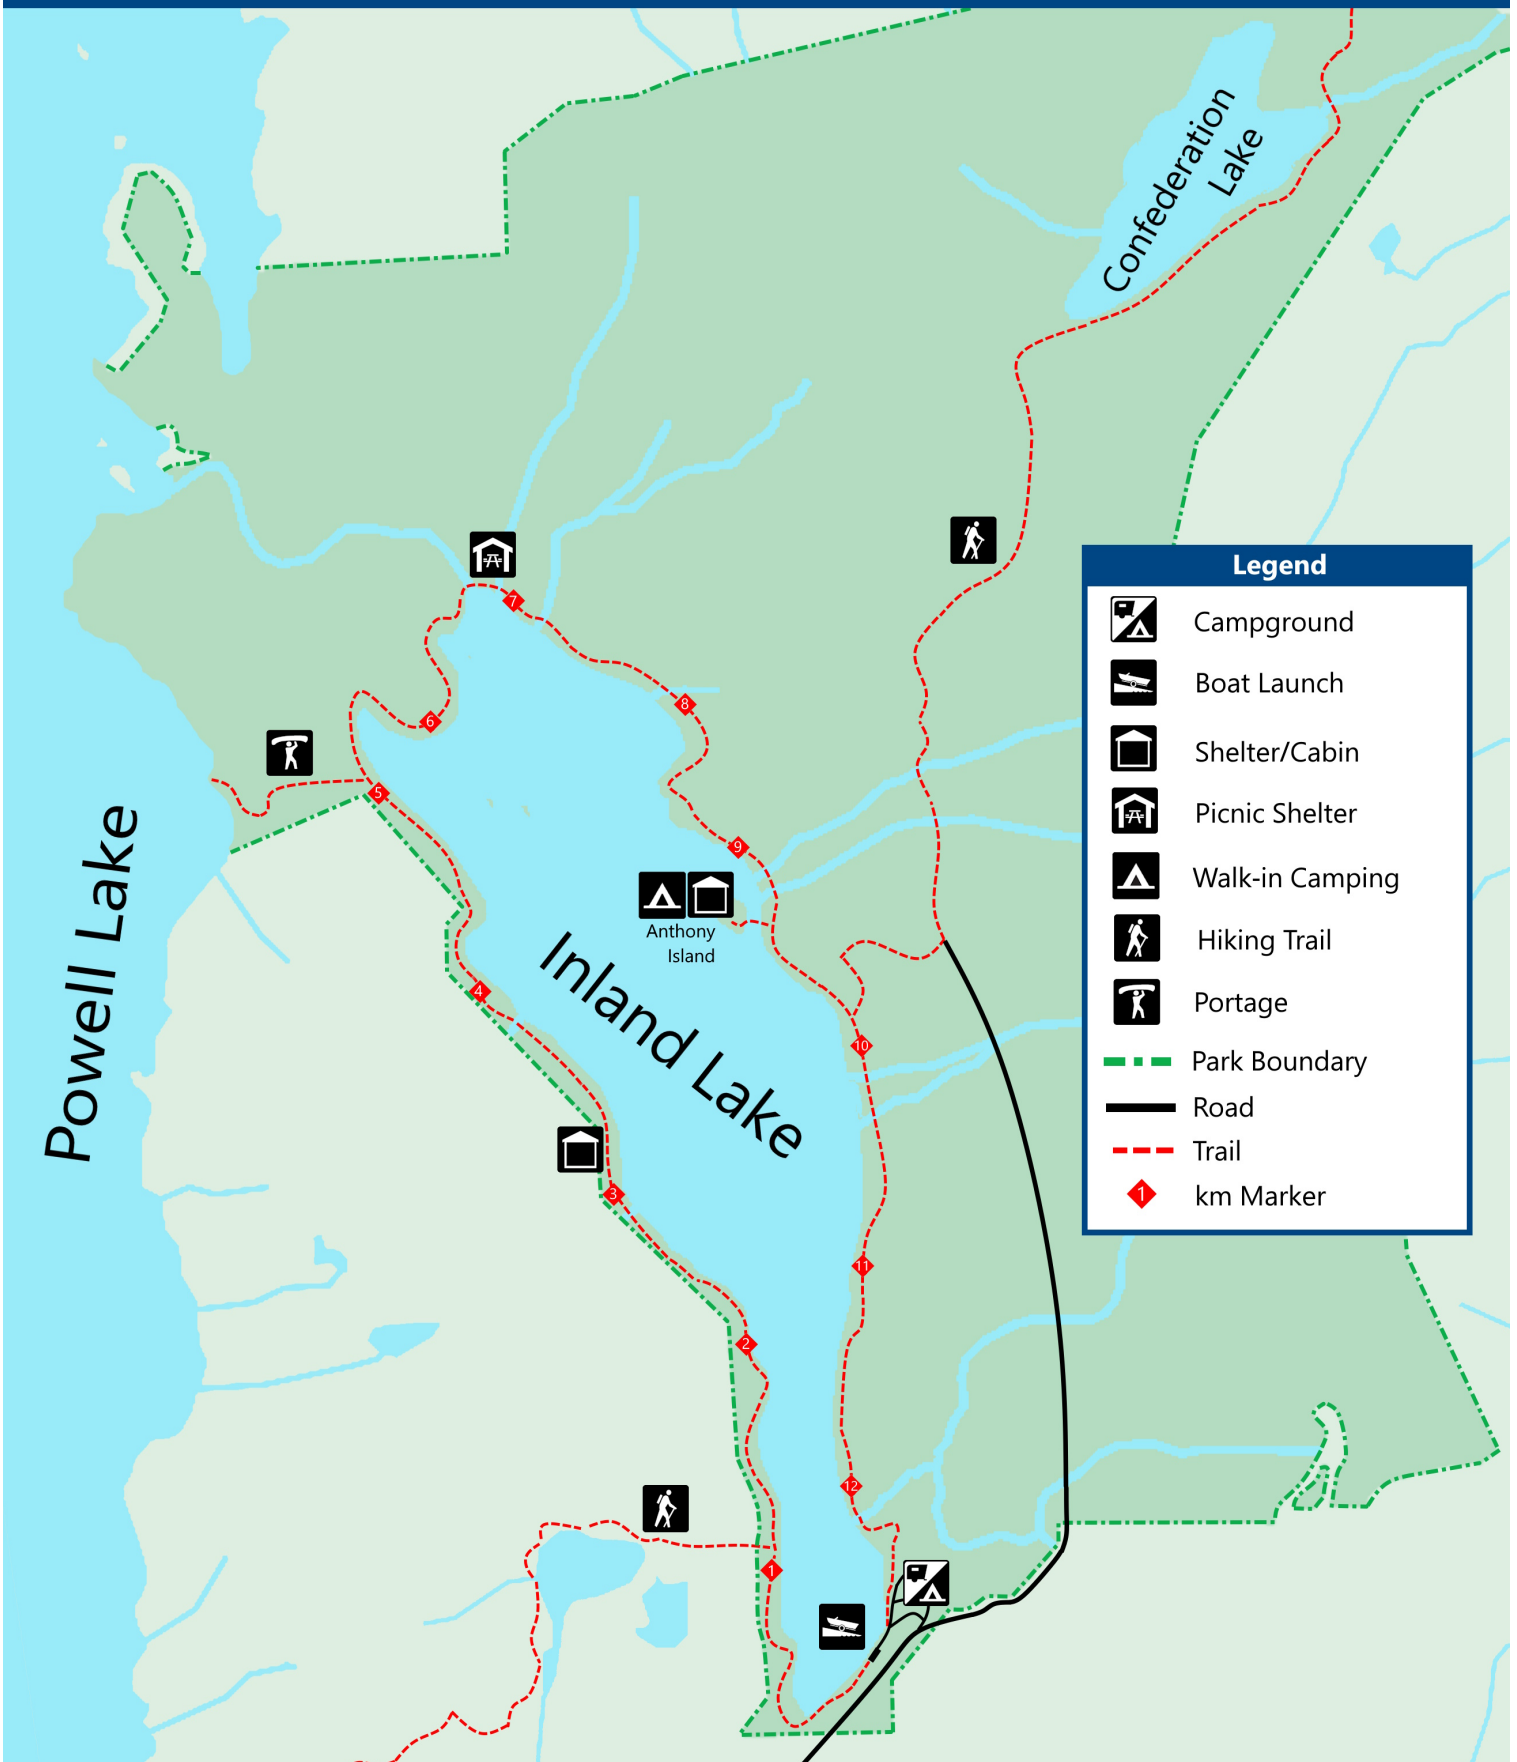 Confederation
Lake
Legend
Campground
Boat Launch
Shelter/Cabin
Picnic Shelter
Walk-in Camping
Hiking Trail
Portage
Park Boundary
Road
Trail
1
km Marker
7
8
6
5
9
Anthony
Island
Powell Lake
Inland Lake
4
10
3
11
2
12
1